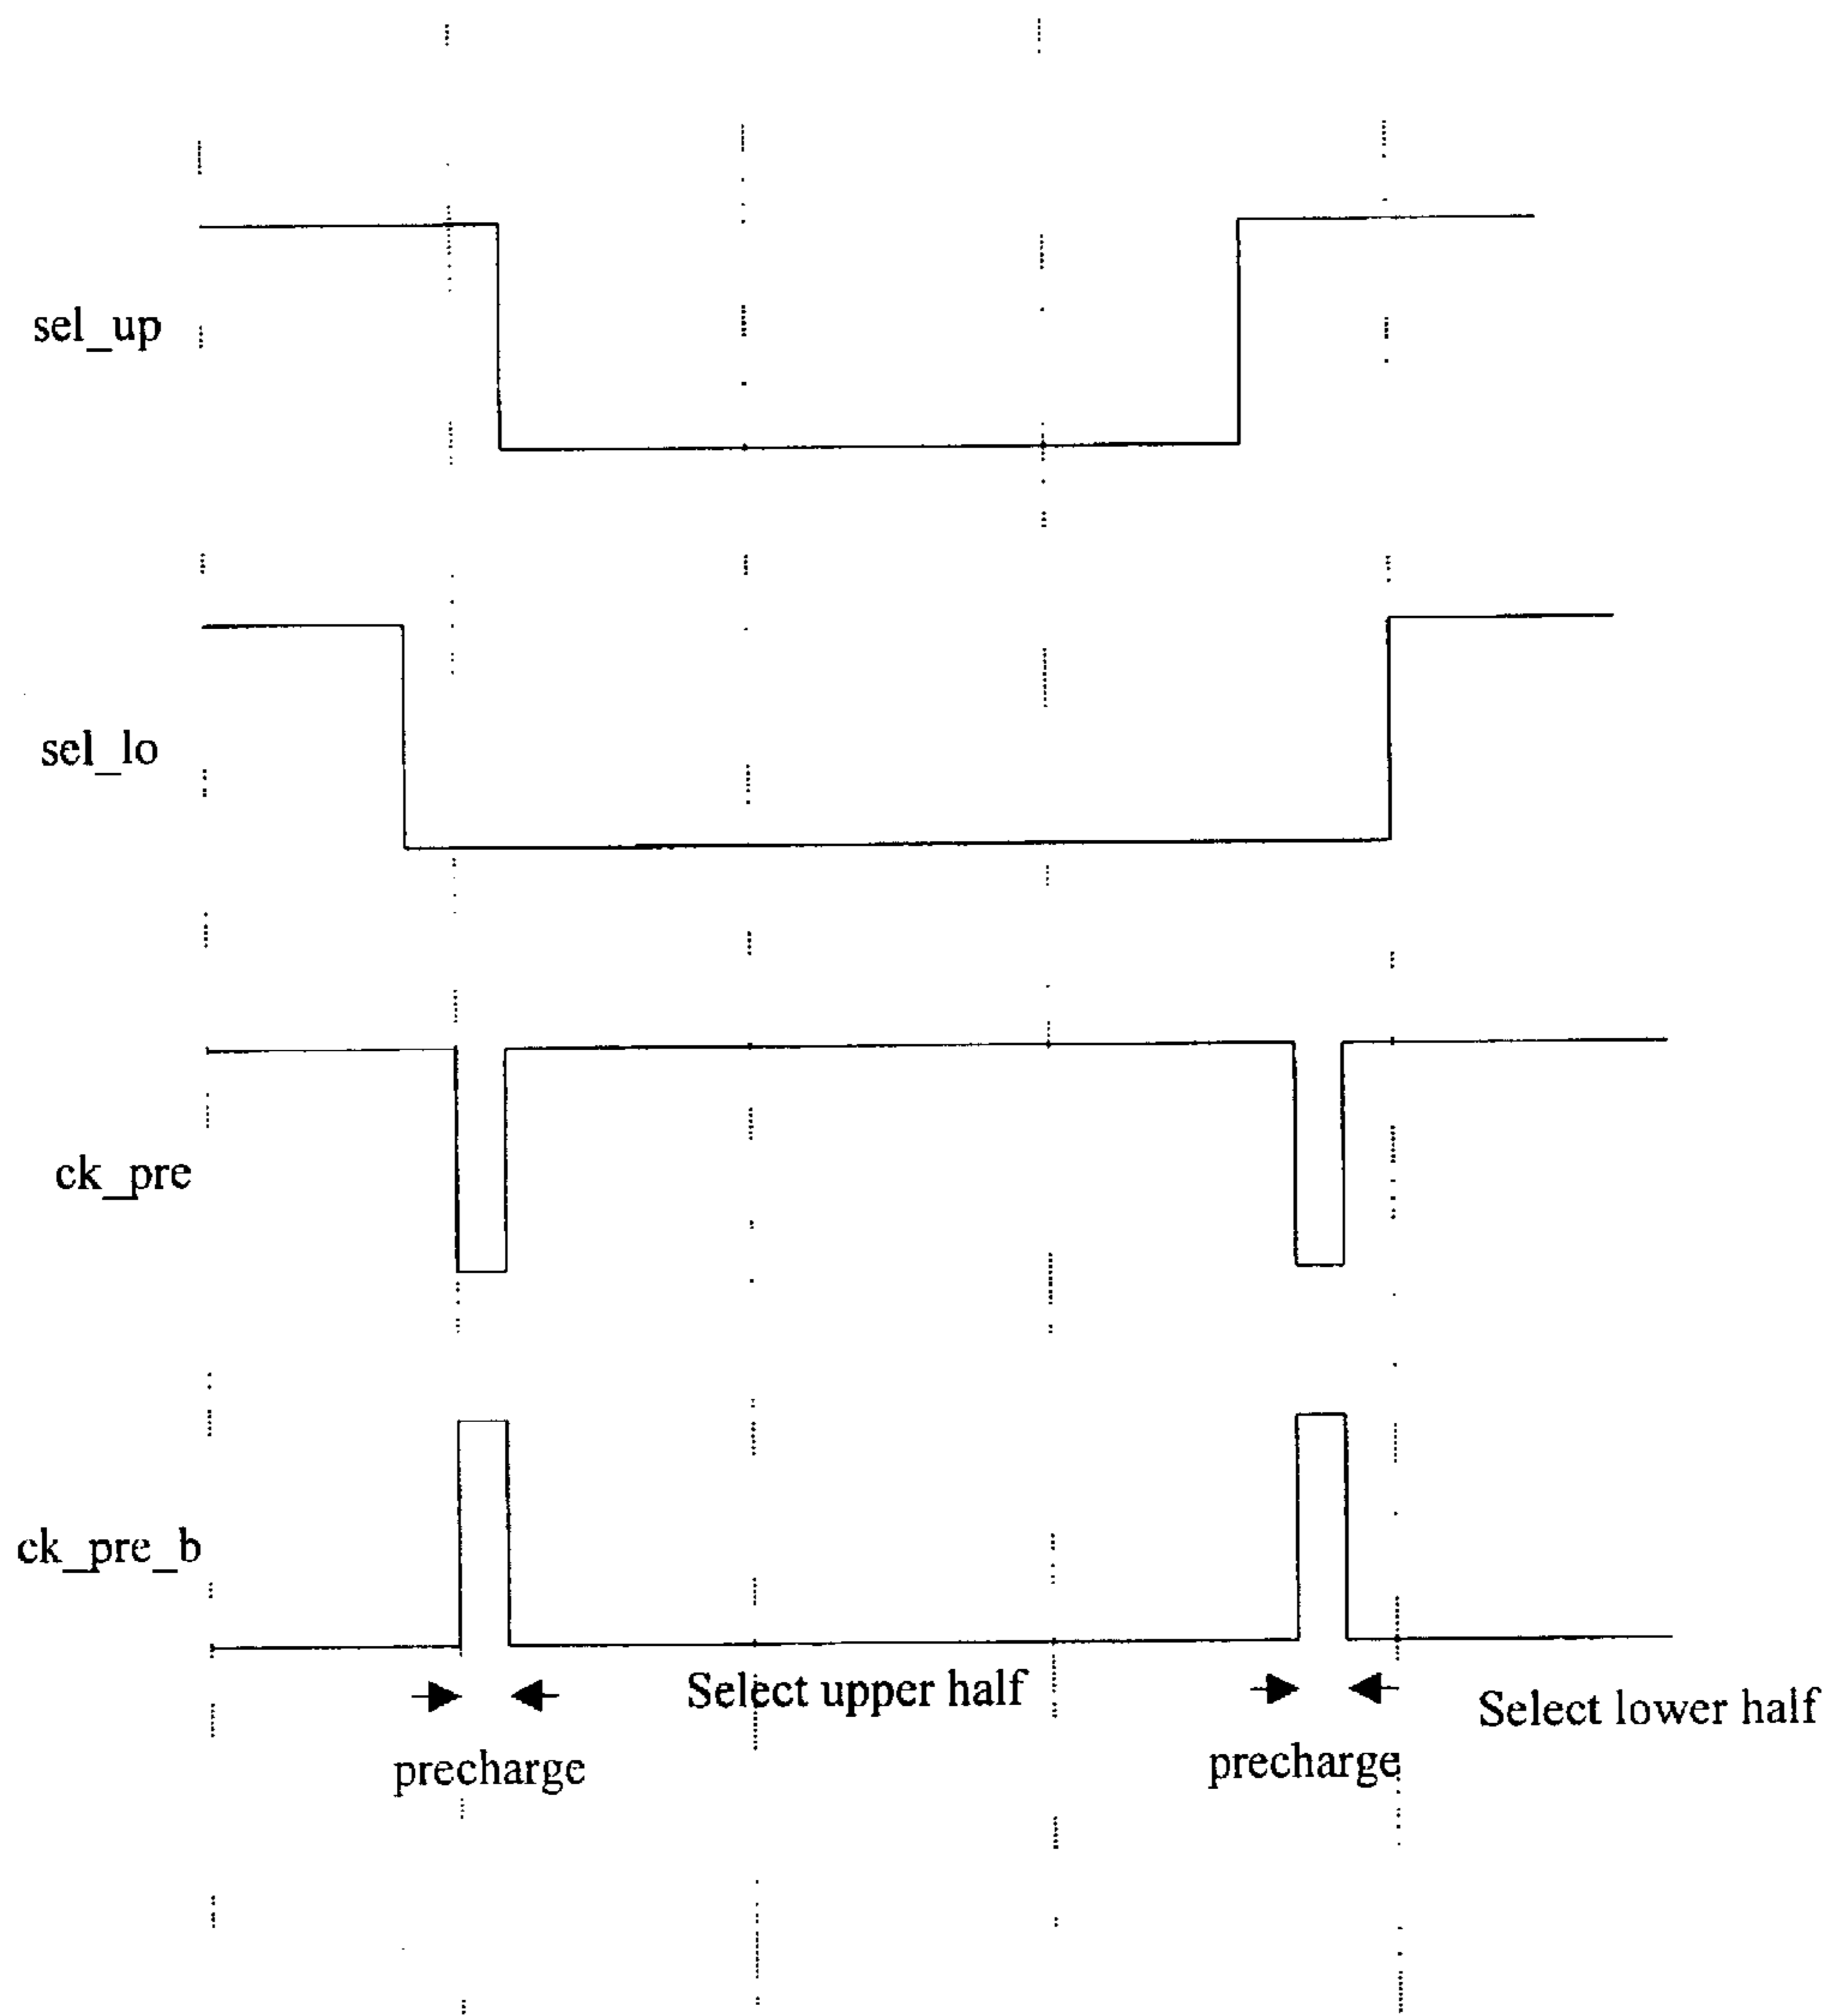 sel_up
sel_lo
ck_pre
ck_pre_b
Select upper half
Select lower half
precharge
precharge